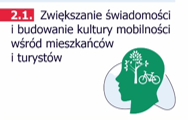 2.1. Zwiększanie świadomości
i budowanie kultury mobilności
wśród mieszkańców
i turystów